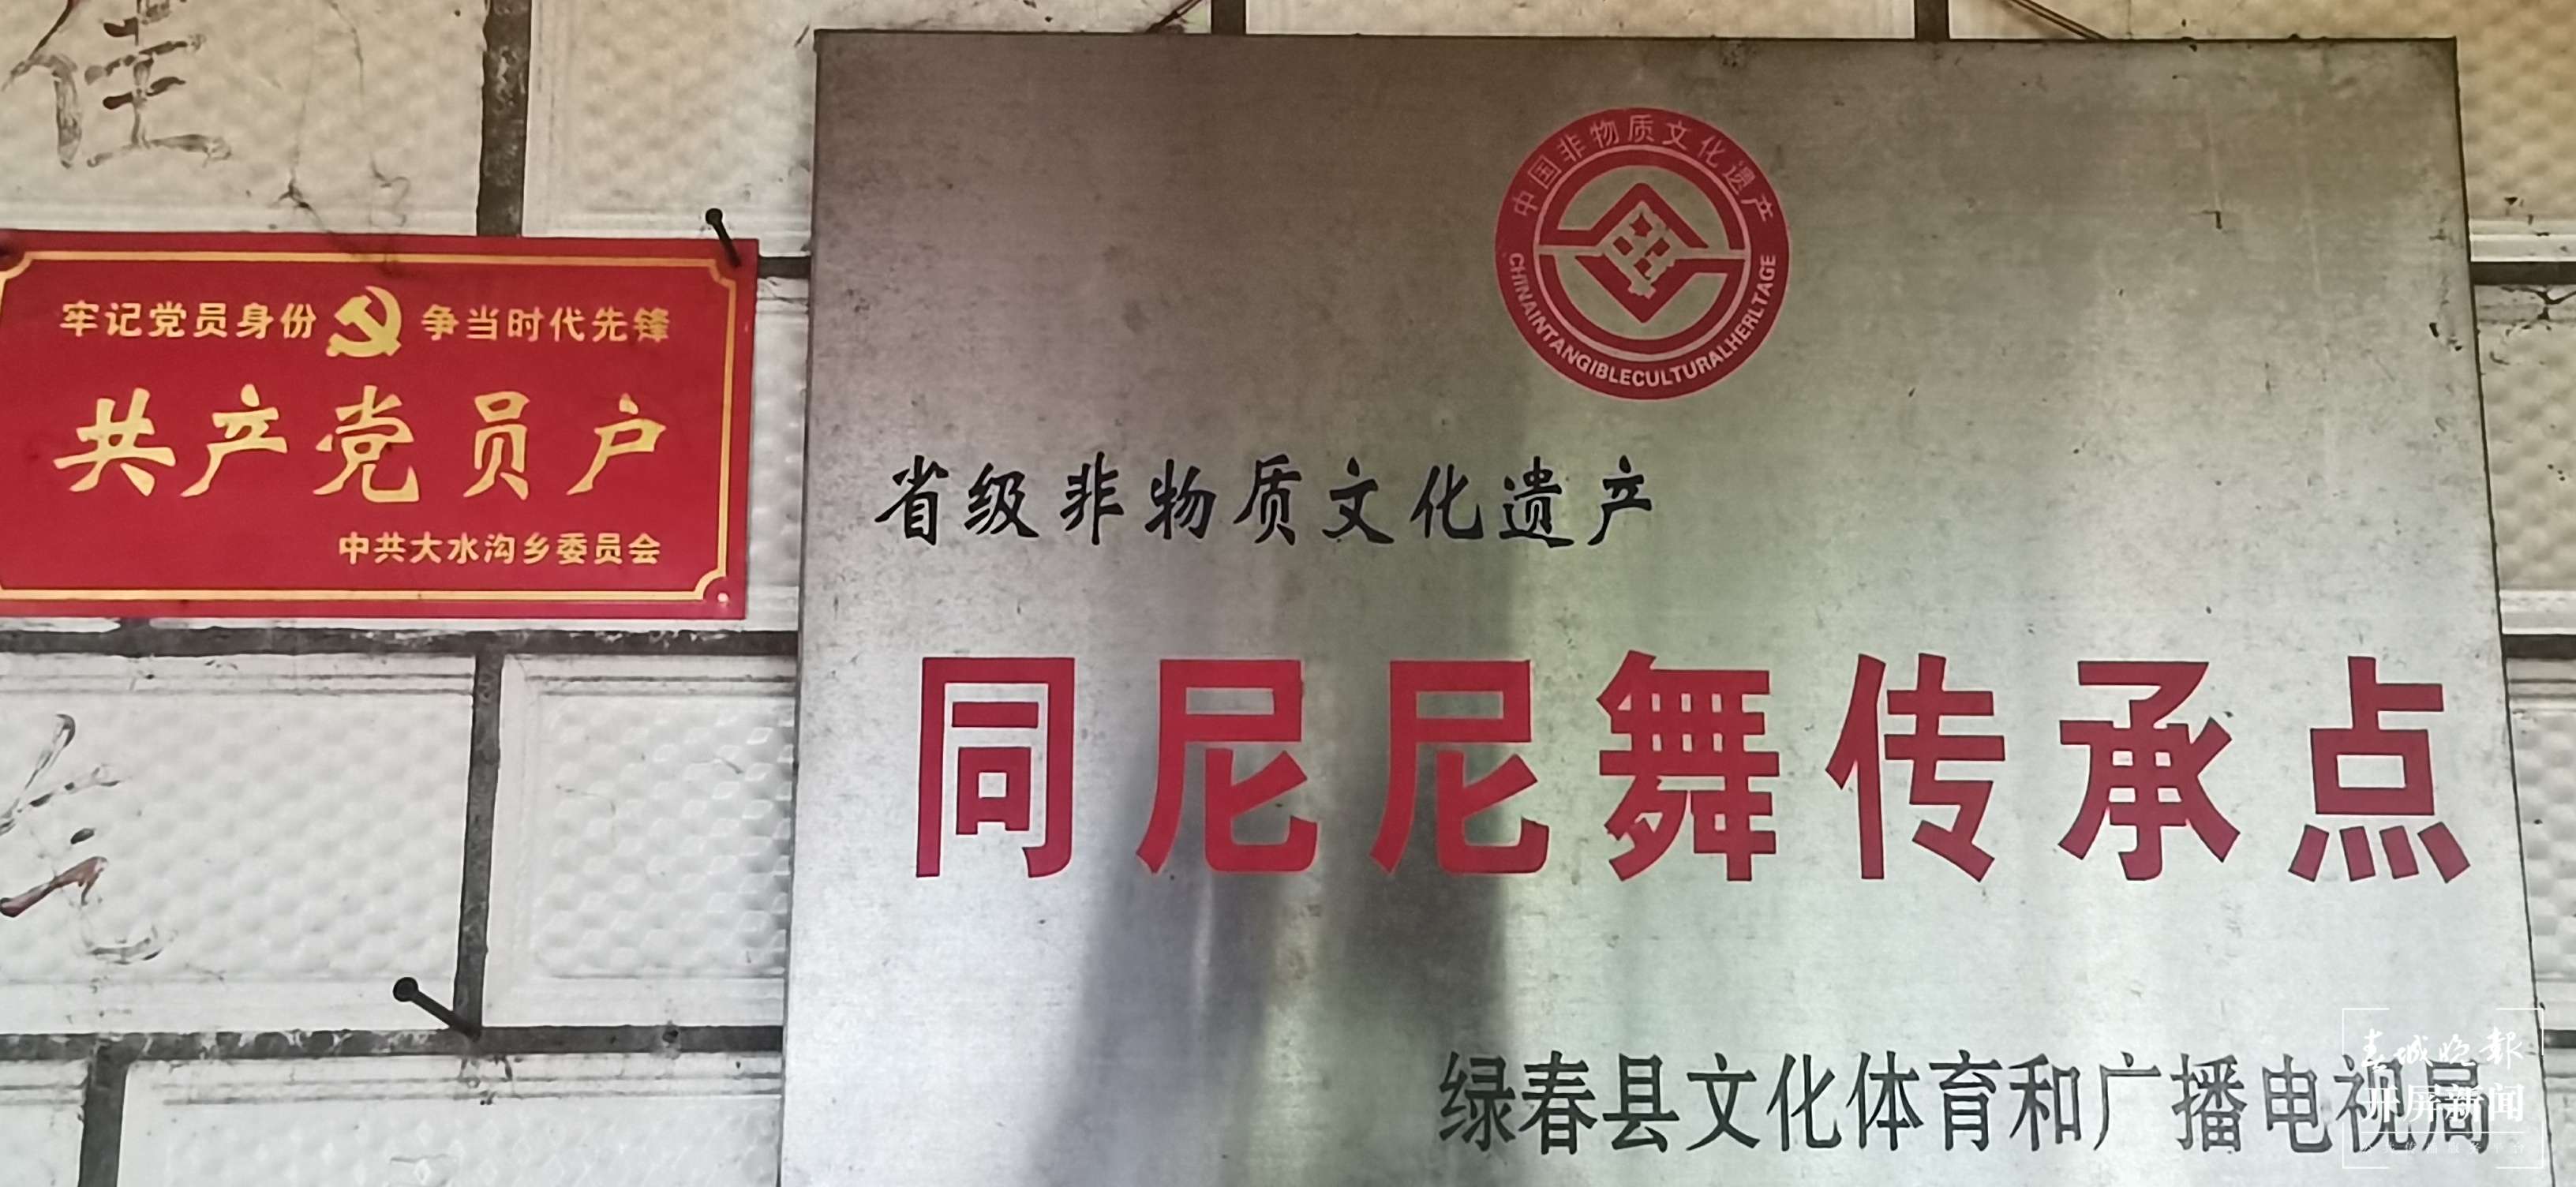 佳
牢记党员身份 争当时代先锋
共产党员户
中共大水沟乡委员会
中国非物质文化遗产
CHINAINTANGIBLECULTURALHERLTAGE
省级非物质文化遗产
同尼尼舞传承点
绿春县文化体育和广播电视局
春城晚报
开屏新闻